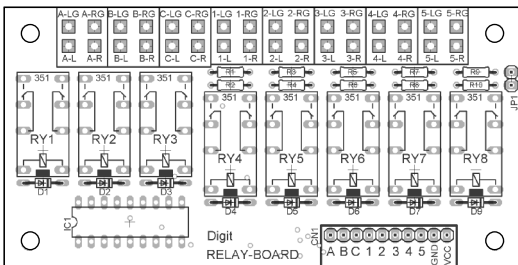 A-LG A-RG B-LG B-RG C-LG C-RG 1-LG 1-RG 2-LG 2-RG 3-LG 3-RG 4-LG 4-RG 5-LG 5-RG
A-L A-R B-L B-R C-L C-R 1-L 1-R 2-L 2-R 3-L 3-R 4-L 4-R 5-L 5-R
R1 R3 R5 R7 R9
351 351 351 R2 R4 R6 R8 R10
JP1
351 351 351 351 351
RY1 RY2 RY3
RY4 RY5 RY6 RY7 RY8
D1 D2 D3
D4 D5 D6 D7 D9
IC1
Digit
RELAY-BOARD
CN1
A B C 1 2 3 4 5 GND VCC